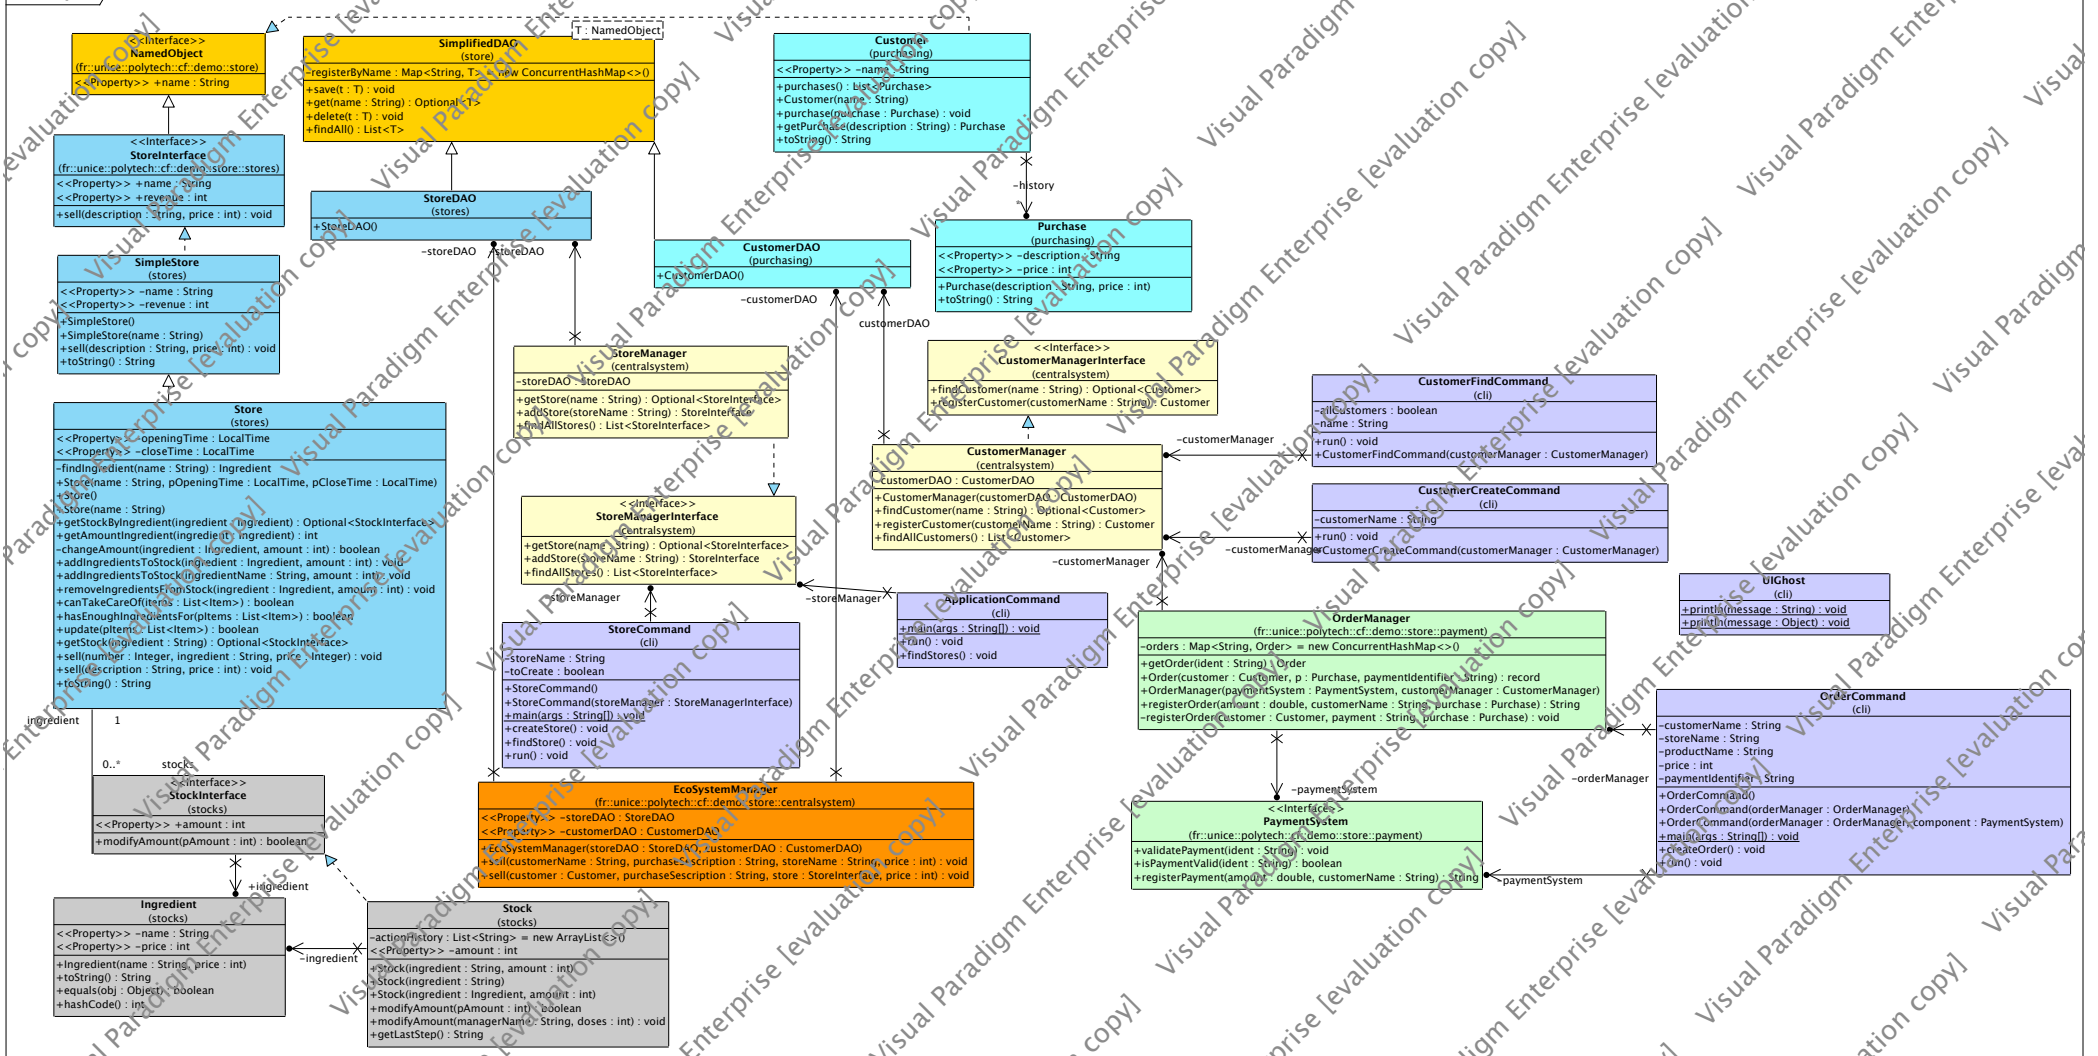 <<Interface>>
NamedObject
(fr::unice::polytech::cf::demo::store)
<<Property>> +name : String
T : NamedObject
SimplifiedDAO
(store)
-registerByName : Map<String, T> = new ConcurrentHashMap<>()
+save(t : T) : void
+get(name : String) : Optional<T>
+delete(t : T) : void
+findAll() : List<T>
Customer
(purchasing)
<<Property>> -name : String
+purchases() : List<Purchase>
+Customer(name : String)
+purchase(purchase : Purchase) : void
+getPurchase(description : String) : Purchase
+toString() : String
<<Interface>>
StoreInterface
(fr::unice::polytech::cf::demo::store::stores)
<<Property>> +name : String
<<Property>> +revenue : int
+sell(description : String, price : int) : void
StoreDAO
(stores)
+StoreDAO()
-storeDAO
-storeDAO
CustomerDAO
(purchasing)
+CustomerDAO()
-customerDAO
customerDAO
-history
*
Purchase
(purchasing)
<<Property>> -description : String
<<Property>> -price : int
+Purchase(description : String, price : int)
+toString() : String
SimpleStore
(stores)
<<Property>> -name : String
<<Property>> -revenue : int
+SimpleStore()
+SimpleStore(name : String)
+sell(description : String, price : int) : void
+toString() : String
StoreManager
(centralsystem)
-storeDAO : StoreDAO
+getStore(name : String) : Optional<StoreInterface>
+addStore(storeName : String) : StoreInterface
+findAllStores() : List<StoreInterface>
<<Interface>>
CustomerManagerInterface
(centralsystem)
+findCustomer(name : String) : Optional<Customer>
+registerCustomer(customerName : String) : Customer
CustomerFindCommand
(cli)
-allCustomers : boolean
-name : String
+run() : void
+CustomerFindCommand(customerManager : CustomerManager)
-customerManager
Store
(stores)
<<Property>> -openingTime : LocalTime
<<Property>> -closeTime : LocalTime
-findIngredient(name : String) : Ingredient
+Store(name : String, pOpeningTime : LocalTime, pCloseTime : LocalTime)
+Store()
+Store(name : String)
+getStockByIngredient(ingredient : Ingredient) : Optional<StockInterface>
+getAmountIngredient(ingredient : Ingredient) : int
-changeAmount(ingredient : Ingredient, amount : int) : boolean
+addIngredientsToStock(ingredient : Ingredient, amount : int) : void
+addIngredientsToStock(ingredientName : String, amount : int) : void
+removeIngredientsFromStock(ingredient : Ingredient, amount : int) : void
+canTakeCareOf(items : List<Item>) : boolean
+hasEnoughIngredientsFor(pItems : List<Item>) : boolean
+update(pItems : List<Item>) : boolean
+getStock(ingredient : String) : Optional<StockInterface>
+sell(number : Integer, ingredient : String, price : Integer) : void
+sell(description : String, price : int) : void
+toString() : String
CustomerManager
(centralsystem)
-customerDAO : CustomerDAO
+CustomerManager(customerDAO : CustomerDAO)
+findCustomer(name : String) : Optional<Customer>
+registerCustomer(customerName : String) : Customer
+findAllCustomers() : List<Customer>
CustomerCreateCommand
(cli)
-customerName : String
+run() : void
+CustomerCreateCommand(customerManager : CustomerManager)
-customerManager
-customerManager
<<Interface>>
StoreManagerInterface
(centralsystem)
+getStore(name : String) : Optional<StoreInterface>
+addStore(storeName : String) : StoreInterface
+findAllStores() : List<StoreInterface>
-storeManager
-storeManager
ApplicationCommand
(cli)
+main(args : String[]) : void
+run() : void
+findStores() : void
UIGhost
(cli)
+println(message : String) : void
+println(message : Object) : void
StoreCommand
(cli)
-storeName : String
-toCreate : boolean
+StoreCommand()
+StoreCommand(storeManager : StoreManagerInterface)
+main(args : String[]) : void
+createStore() : void
+findStore() : void
+run() : void
OrderManager
(fr::unice::polytech::cf::demo::store::payment)
-orders : Map<String, Order> = new ConcurrentHashMap<>()
+getOrder(ident : String) : Order
+Order(customer : Customer, p : Purchase, paymentIdentifier : String) : record
+OrderManager(paymentSystem : PaymentSystem, customerManager : CustomerManager)
+registerOrder(amount : double, customerName : String, purchase : Purchase) : String
-registerOrder(customer : Customer, payment : String, purchase : Purchase) : void
OrderCommand
(cli)
-customerName : String
-storeName : String
-productName : String
-price : int
-paymentIdentifier : String
+OrderCommand()
+OrderCommand(orderManager : OrderManager)
+OrderCommand(orderManager : OrderManager, component : PaymentSystem)
+main(args : String[]) : void
+createOrder() : void
+run() : void
-orderManager
-paymentSystem
-paymentSystem
ingredient
1
0..*
stocks
<<Interface>>
StockInterface
(stocks)
<<Property>> +amount : int
+modifyAmount(pAmount : int) : boolean
EcoSystemManager
(fr::unice::polytech::cf::demo::store::centralsystem)
<<Property>> -storeDAO : StoreDAO
<<Property>> -customerDAO : CustomerDAO
+EcoSystemManager(storeDAO : StoreDAO, customerDAO : CustomerDAO)
+sell(customerName : String, purchaseSescription : String, storeName : String, price : int) : void
+sell(customer : Customer, purchaseSescription : String, store : StoreInterface, price : int) : void
<<Interface>>
PaymentSystem
(fr::unice::polytech::cf::demo::store::payment)
+validatePayment(ident : String) : void
+isPaymentValid(ident : String) : boolean
+registerPayment(amount : double, customerName : String) : String
+ingredient
Ingredient
(stocks)
<<Property>> -name : String
<<Property>> -price : int
+Ingredient(name : String, price : int)
+toString() : String
+equals(obj : Object) : boolean
+hashCode() : int
-ingredient
Stock
(stocks)
-actionHistory : List<String> = new ArrayList<>()
<<Property>> -amount : int
+Stock(ingredient : String, amount : int)
+Stock(ingredient : String)
+Stock(ingredient : Ingredient, amount : int)
+modifyAmount(pAmount : int) : boolean
+modifyAmount(managerName : String, doses : int) : void
+getLastStep() : String
Visual Paradigm Enterprise [evaluation copy]